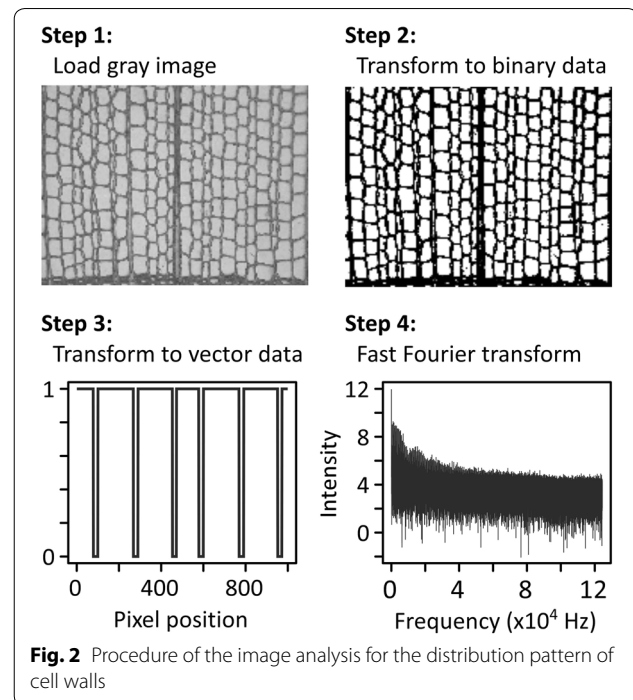 Step 1:
Load gray image
Step 2:
Transform to binary data
Step 3:
Transform to vector data
1
0
0 400 800
Pixel position
Step 4:
Fast Fourier transform
Intensity
12
8
4
0
0 4 8 12
Frequency (x10⁴ Hz)
Fig. 2 Procedure of the image analysis for the distribution pattern of
cell walls